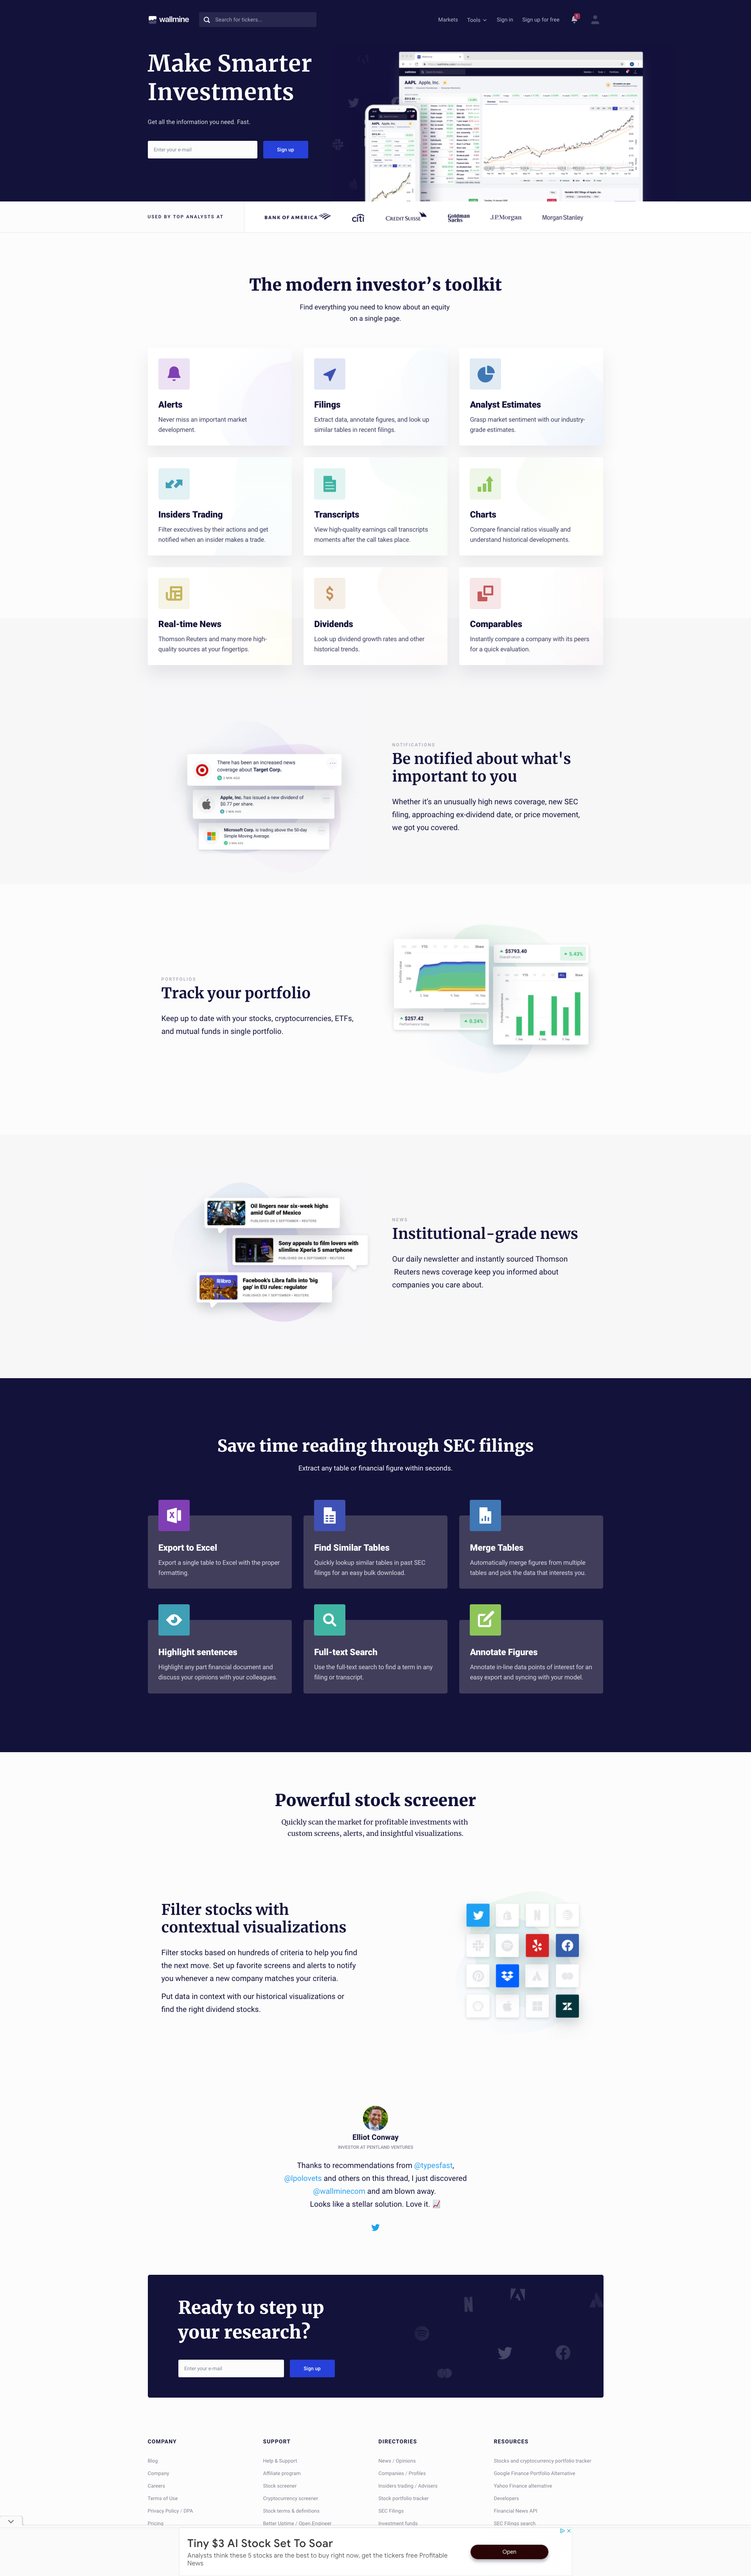 wallmine
Search for tickers...
Markets
Tools
Sign in
Sign up for free
Make Smarter
Investments
Get all the information you need. Fast.
Enter your e-mail
Sign up
USED BY TOP ANALYSTS AT
BANK OF AMERICA
citi
CREDIT SUISSE
Goldman
Sachs
J.P.Morgan
Morgan Stanley
The modern investor’s toolkit
Find everything you need to know about an equity
on a single page.
Alerts
Never miss an important market
development.
Filings
Extract data, annotate figures, and look up
similar tables in recent filings.
Analyst Estimates
Grasp market sentiment with our industry-
grade estimates.
Insiders Trading
Filter executives by their actions and get
notified when an insider makes a trade.
Transcripts
View high-quality earnings call transcripts
moments after the call takes place.
Charts
Compare financial ratios visually and
understand historical developments.
Real-time News
Thomson Reuters and many more high-
quality sources at your fingertips.
Dividends
Look up dividend growth rates and other
historical trends.
Comparables
Instantly compare a company with its peers
for a quick evaluation.
There has been an increased news
coverage about Target Corp.
2 MIN AGO
Apple, Inc. has issued a new dividend of
$0.77 per share.
2 MIN AGO
Microsoft Corp. is trading above the 50-day
Simple Moving Average.
2 MIN AGO
NOTIFICATIONS
Be notified about what's
important to you
Whether it's an unusually high news coverage, new SEC
filing, approaching ex-dividend date, or price movement,
we got you covered.
PORTFOLIOS
Track your portfolio
Keep up to date with your stocks, cryptocurrencies, ETFs,
and mutual funds in single portfolio.
$5793.40
Overall return
0.43%
$357.42
Performance today
0.24%
Oil lingers near six-week highs
amid Gulf of Mexico
PUBLISHED ON 5 SEPTEMBER • REUTERS
Sony appeals to film lovers with
slimline Xperia 5 smartphone
PUBLISHED ON 6 SEPTEMBER • REUTERS
Facebook's Libra falls into 'big
gap' in EU rules: regulator
PUBLISHED ON 7 SEPTEMBER • REUTERS
NEWS
Institutional-grade news
Our daily newsletter and instantly sourced Thomson
Reuters news coverage keep you informed about
companies you care about.
Save time reading through SEC filings
Extract any table or financial figure within seconds.
Export to Excel
Export a single table to Excel with the proper
formatting.
Find Similar Tables
Quickly lookup similar tables in past SEC
filings for an easy bulk download.
Merge Tables
Automatically merge figures from multiple
tables and pick the data that interests you.
Highlight sentences
Highlight any part financial document and
discuss your opinions with your colleagues.
Full-text Search
Use the full-text search to find a term in any
filing or transcript.
Annotate Figures
Annotate in-line data points of interest for an
easy export and syncing with your model.
Powerful stock screener
Quickly scan the market for profitable investments with
custom screens, alerts, and insightful visualizations.
Filter stocks with
contextual visualizations
Filter stocks based on hundreds of criteria to help you find
the next move. Set up favorite screens and alerts to notify
you whenever a new company matches your criteria.
Put data in context with our historical visualizations or
find the right dividend stocks.
Elliot Conway
INVESTOR AT PENTLAND VENTURES
Thanks to recommendations from @typesfast,
@lpolovets and others on this thread, I just discovered
@wallminecom and am blown away.
Looks like a stellar solution. Love it.
Ready to step up
your research?
Enter your e-mail
Sign up
COMPANY
Blog
Company
Careers
Terms of Use
Privacy Policy / DPA
Pricing
SUPPORT
Help & Support
Affiliate program
Stock screener
Cryptocurrency screener
Stock terms & definitions
Better Uptime / Open Engineer
DIRECTORIES
News / Opinions
Companies / Profiles
Insiders trading / Advisers
Stock portfolio tracker
SEC Filings
Investment funds
RESOURCES
Stocks and cryptocurrency portfolio tracker
Google Finance Portfolio Alternative
Yahoo Finance alternative
Developers
Financial News API
SEC Filings search
Tiny $3 AI Stock Set To Soar
Analysts think these 5 stocks are the best to buy right now, get the tickers free Profitable
News
Open